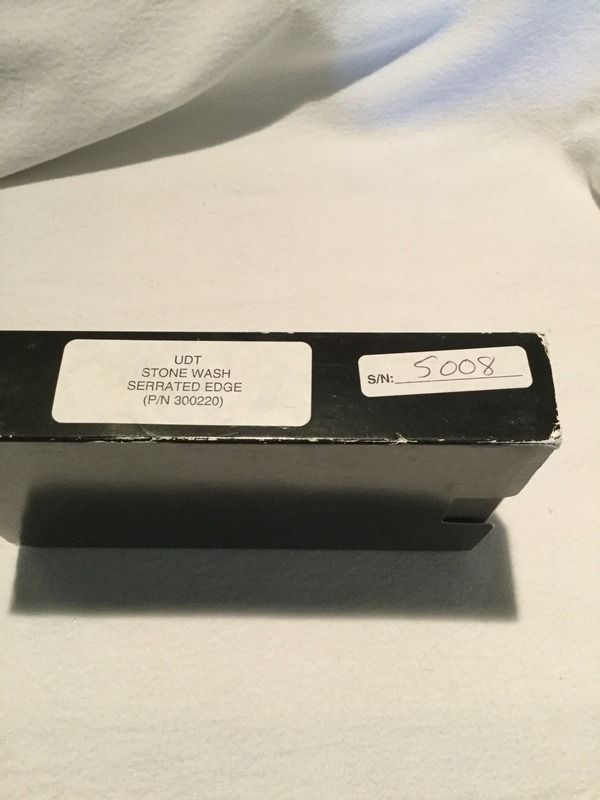 UDT
STONE WASH
SERRATED EDGE
(P/N 300220)
S/N: 5008